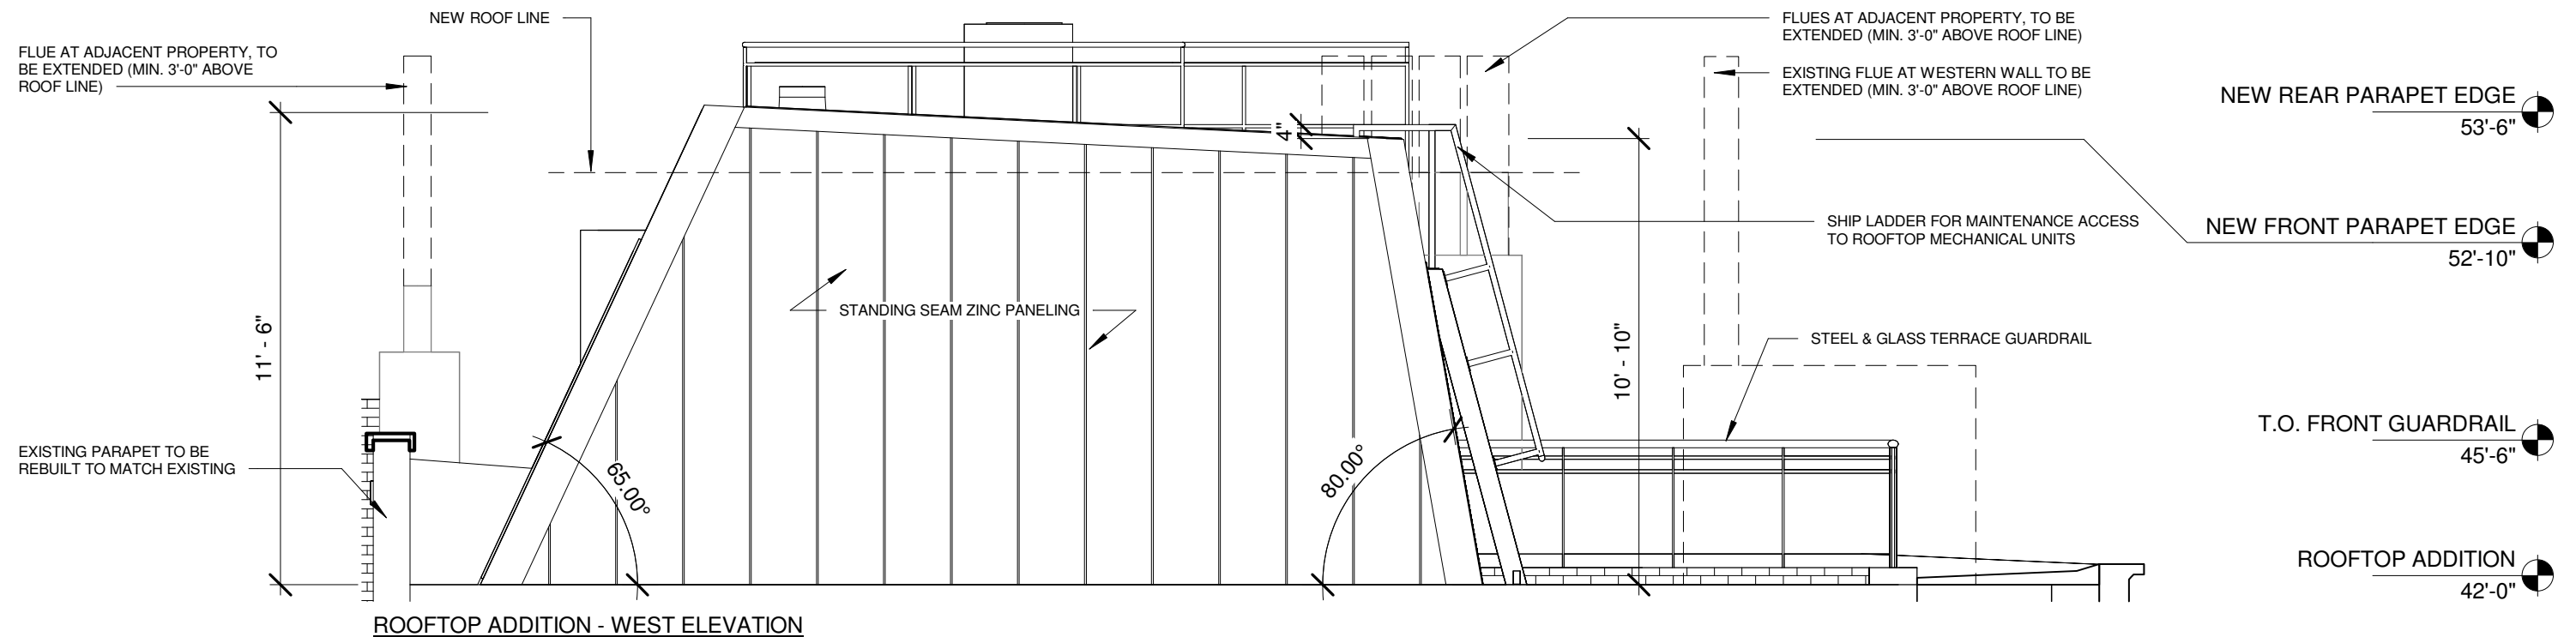 NEW ROOF LINE
FLUE AT ADJACENT PROPERTY, TO
BE EXTENDED (MIN. 3'-0" ABOVE
ROOF LINE)
FLUES AT ADJACENT PROPERTY, TO BE
EXTENDED (MIN. 3'-0" ABOVE ROOF LINE)
EXISTING FLUE AT WESTERN WALL TO BE
EXTENDED (MIN. 3'-0" ABOVE ROOF LINE)
NEW REAR PARAPET EDGE
53'-6"
4"
SHIP LADDER FOR MAINTENANCE ACCESS
TO ROOFTOP MECHANICAL UNITS
NEW FRONT PARAPET EDGE
52'-10"
STANDING SEAM ZINC PANELING
11' - 6"
10' - 10"
STEEL & GLASS TERRACE GUARDRAIL
EXISTING PARAPET TO BE
REBUILT TO MATCH EXISTING
65.00°
80.00°
T.O. FRONT GUARDRAIL
45'-6"
ROOFTOP ADDITION
42'-0"
ROOFTOP ADDITION - WEST ELEVATION